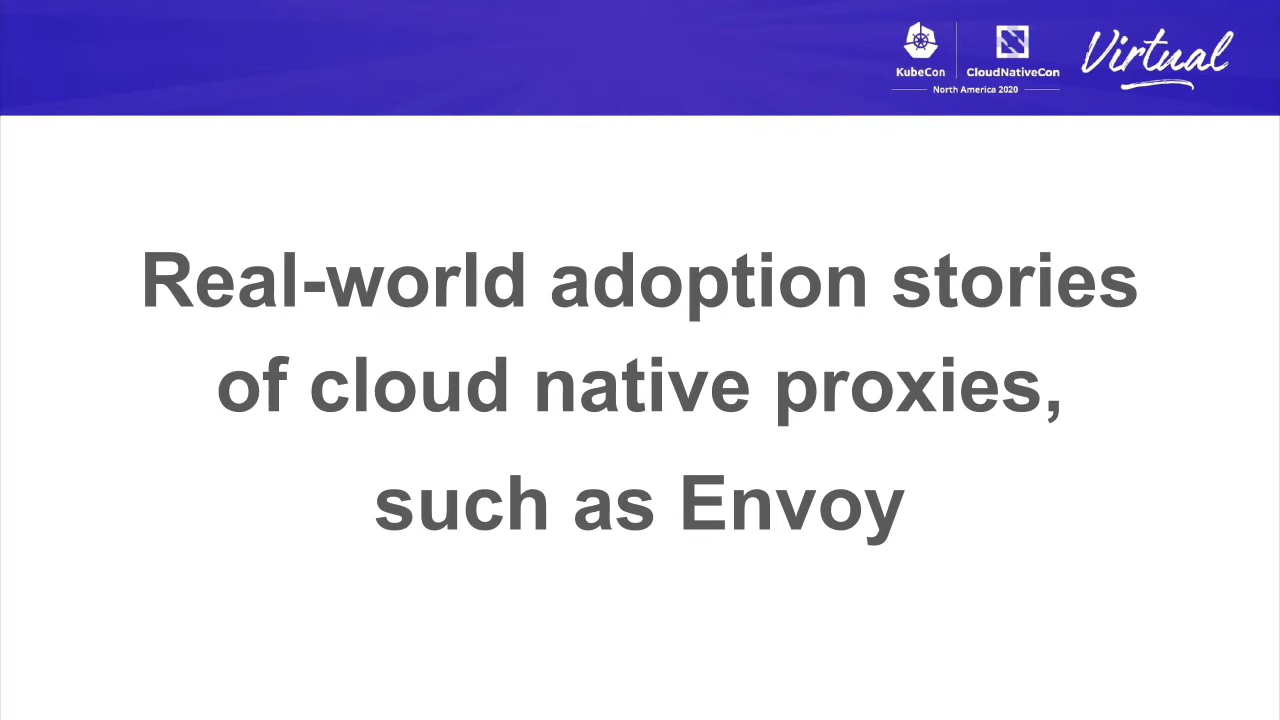 KubeCon
CloudNativeCon
North America 2020
Virtual
Real-world adoption stories
of cloud native proxies,
such as Envoy